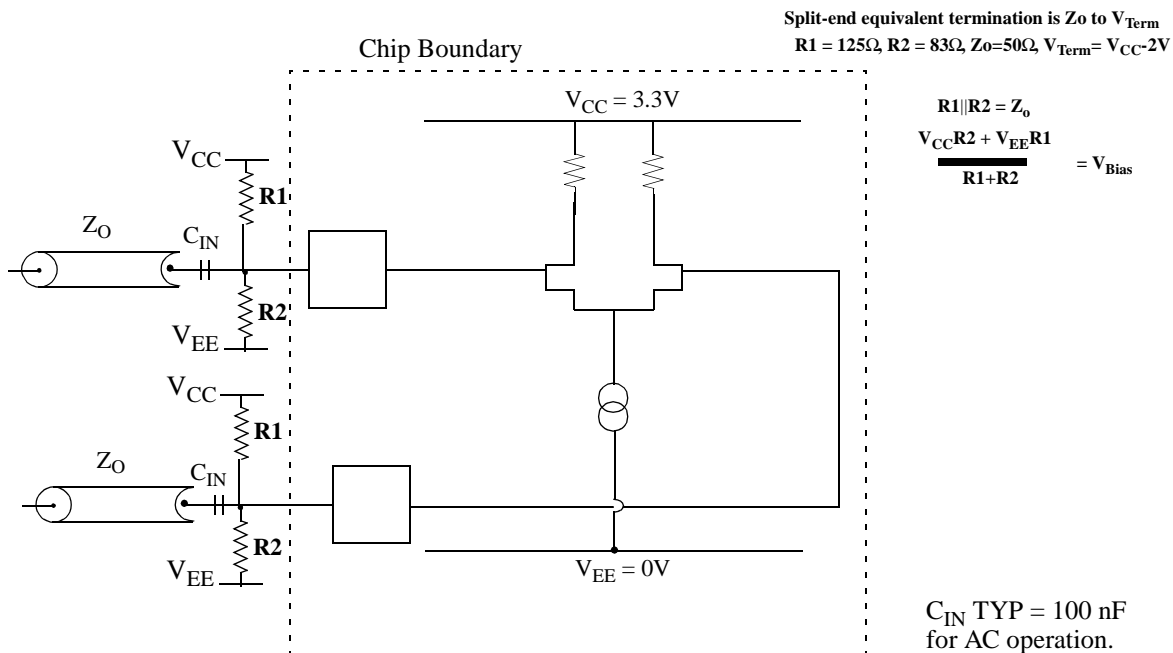 Split-end equivalent termination is Zo to VTerm
R1 = 125Ω, R2 = 83Ω, Zo=50Ω, VTerm= VCC-2V
Chip Boundary
VCC = 3.3V
R1||R2 = Zo
VCCR2 + VEER1
R1+R2
= VBias
VCC
R1
ZO
CIN
R2
VEE
VCC
R1
ZO
CIN
R2
VEE
VEE = 0V
CIN TYP = 100 nF
for AC operation.